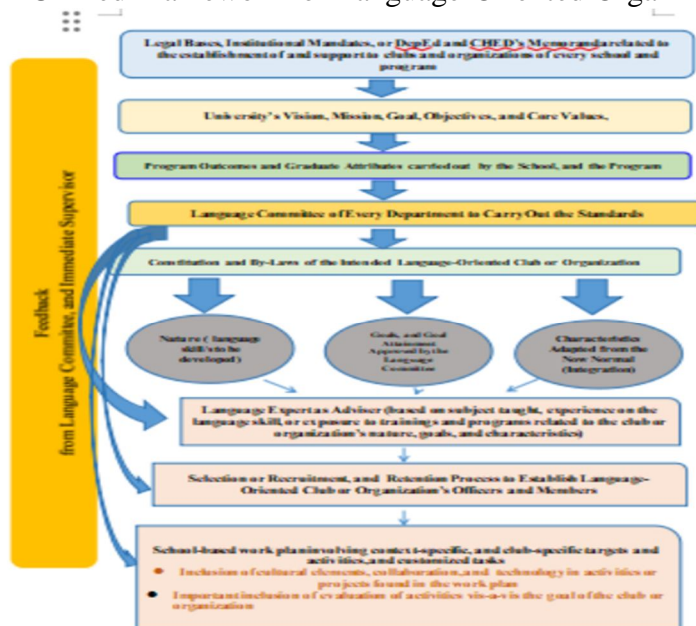 Legal Bases, Institutional Mandates, or DepEd and CHED's Memoranda related to
the establishment of and support to clubs and organizations of every school and
program
University's Vision, Mission, Goal, Objectives, and Core Values,
Program Outcomes and Graduate Attributes carried out by the School, and the Program
Language Committee of Every Department to Carry Out the Standards
Constitution and By-Laws of the Intended Language-Oriented Club or Organization
Nature ( language
skill/s to be
developed)
Goals, and Goal
Attainment
Approved by the
Language
Committee
Characteristics
Adapted from the
New Normal
(Integration)
Language Expert as Adviser (based on subject taught, experience on the
language skill, or exposure to trainings and programs related to the club or
organization's nature, goals, and characteristics)
Selection or Recruitment, and Retention Process to Establish Language-
Oriented Club or Organization's Officers and Members
School-based work plan involving context-specific, and club-specific targets and
activities, and customized tasks
Inclusion of cultural elements, collaboration, and technology in activities or
projects found in the work plan
Important inclusion of evaluation of activities vis-a-vis the goal of the club or
organization
Feedback
from Language Committee, and Immediate Supervisor